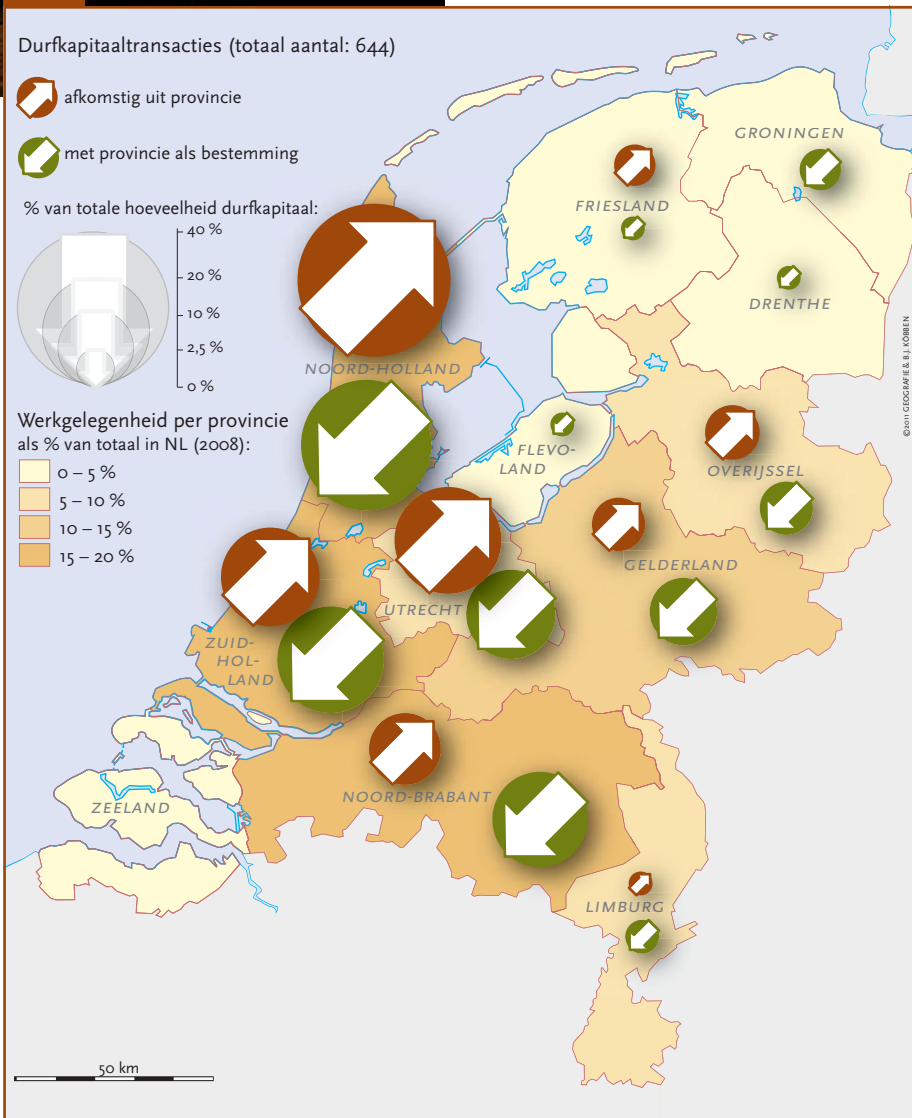 Durfkapitaaltransacties (totaal aantal: 644)
afkomstig uit provincie
met provincie als bestemming
% van totale hoeveelheid durfkapitaal:
40 %
20 %
10 %
2,5 %
0 %
Werkgelegenheid per provincie
als % van totaal in NL (2008):
0 – 5 %
5 – 10 %
10 – 15 %
15 – 20 %
GRONINGEN
FRIESLAND
DRENTHE
NOORD-HOLLAND
FLEVO-
LAND
OVERIJSSEL
GELDERLAND
UTRECHT
ZUID-
HOL-
LAND
NOORD-BRABANT
ZEELAND
LIMBURG
50 km
©2011 GEOGRAFIE & B.J. KÖBBEN